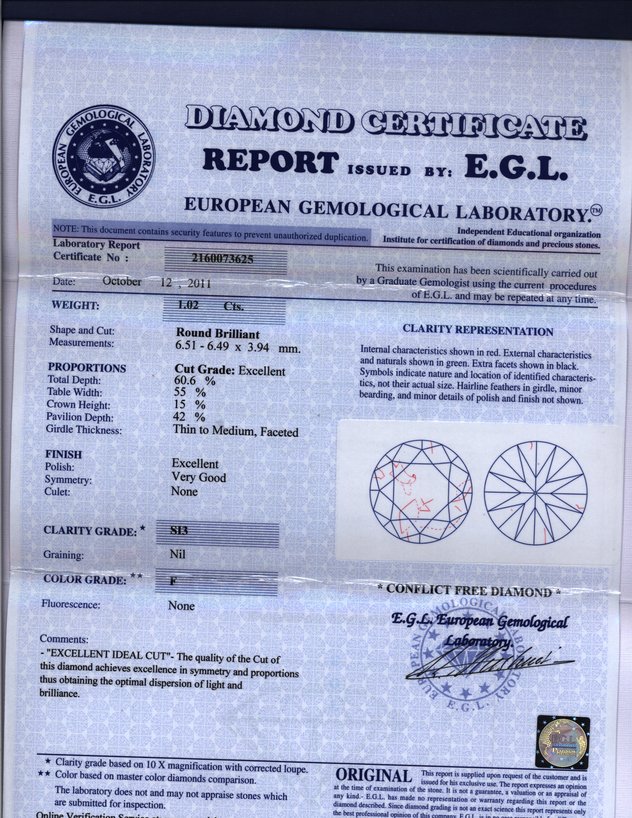 EUROPEAN GEMOLOGICAL LABORATORY
E.G.L.
DIAMOND CERTIFICATE
REPORT ISSUED BY: E.G.L.
EUROPEAN GEMOLOGICAL LABORATORY.™
NOTE: This document contains security features to prevent unauthorized duplication.
Independent Educational organization
Institute for certification of diamonds and precious stones.
Laboratory Report
Certificate No : 2160073625
Date: October 12 , 2011
This examination has been scientifically carried out
by a Graduate Gemologist using the current procedures
of E.G.L. and may be repeated at any time.
WEIGHT: 1.02 Cts.
Shape and Cut: Round Brilliant
Measurements: 6.51 - 6.49 x 3.94 mm.
PROPORTIONS Cut Grade: Excellent
Total Depth: 60.6 %
Table Width: 55 %
Crown Height: 15 %
Pavilion Depth: 42 %
Girdle Thickness: Thin to Medium, Faceted
CLARITY REPRESENTATION
Internal characteristics shown in red. External characteristics
and naturals shown in green. Extra facets shown in black.
Symbols indicate nature and location of identified characteris-
tics, not their actual size. Hairline feathers in girdle, minor
bearding, and minor details of polish and finish not shown.
FINISH
Polish: Excellent
Symmetry: Very Good
Culet: None
CLARITY GRADE: * SI3
Graining: Nil
COLOR GRADE: ** F
Fluorescence: None
* CONFLICT FREE DIAMOND *
E.G.L. European Gemological
Laboratory.
EUROPEAN GEMOLOGICAL LABORATORY
E.G.L.
Comments:
- "EXCELLENT IDEAL CUT"- The quality of the Cut of
this diamond achieves excellence in symmetry and proportions
thus obtaining the optimal dispersion of light and
brilliance.
* Clarity grade based on 10 X magnification with corrected loupe.
** Color based on master color diamonds comparison.
The laboratory does not and may not appraise stones which
are submitted for inspection.
ORIGINAL This report is supplied upon request of the customer and is
issued for his exclusive use. The report expresses an opinion
at the time of examination of the stone. It is not a guarantee, a valuation or an appraisal of
any kind.- E.G.L. has made no representation or warranty regarding this report or the
diamond described. Since diamond grading is not an exact science this report represents only
the best professional opinion of this company.
Online Verification